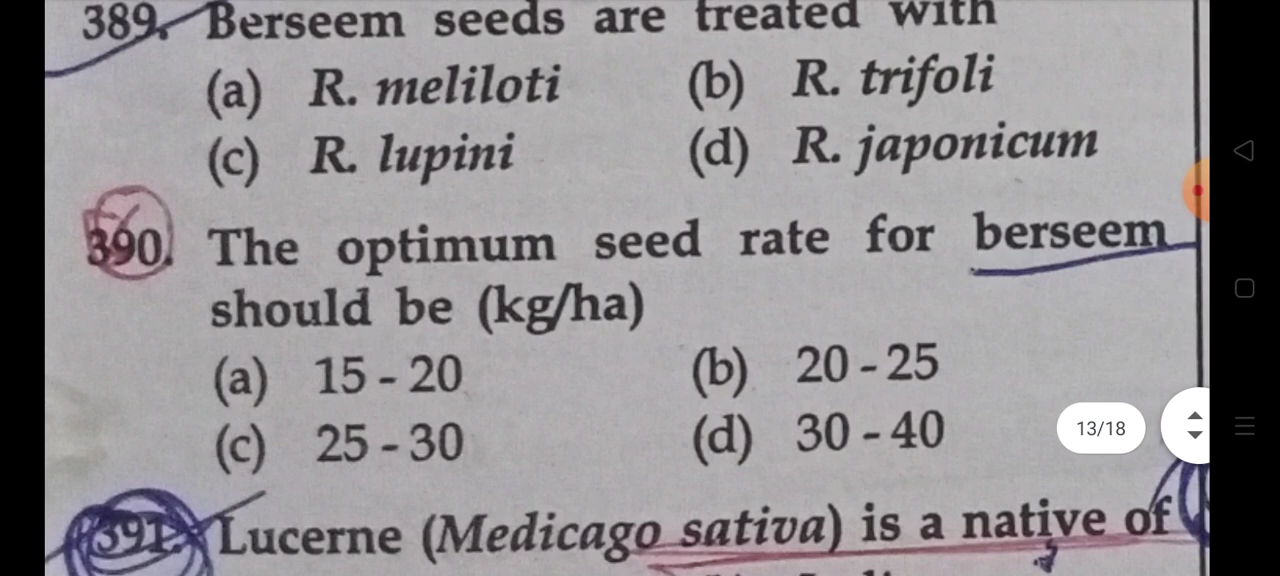 389. Berseem seeds are treated with
(a) R. meliloti (b) R. trifoli
(c) R. lupini (d) R. japonicum
390. The optimum seed rate for berseem
should be (kg/ha)
(a) 15 - 20 (b) 20 - 25
(c) 25 - 30 (d) 30 - 40
13/18
391. Lucerne (Medicago sativa) is a native of